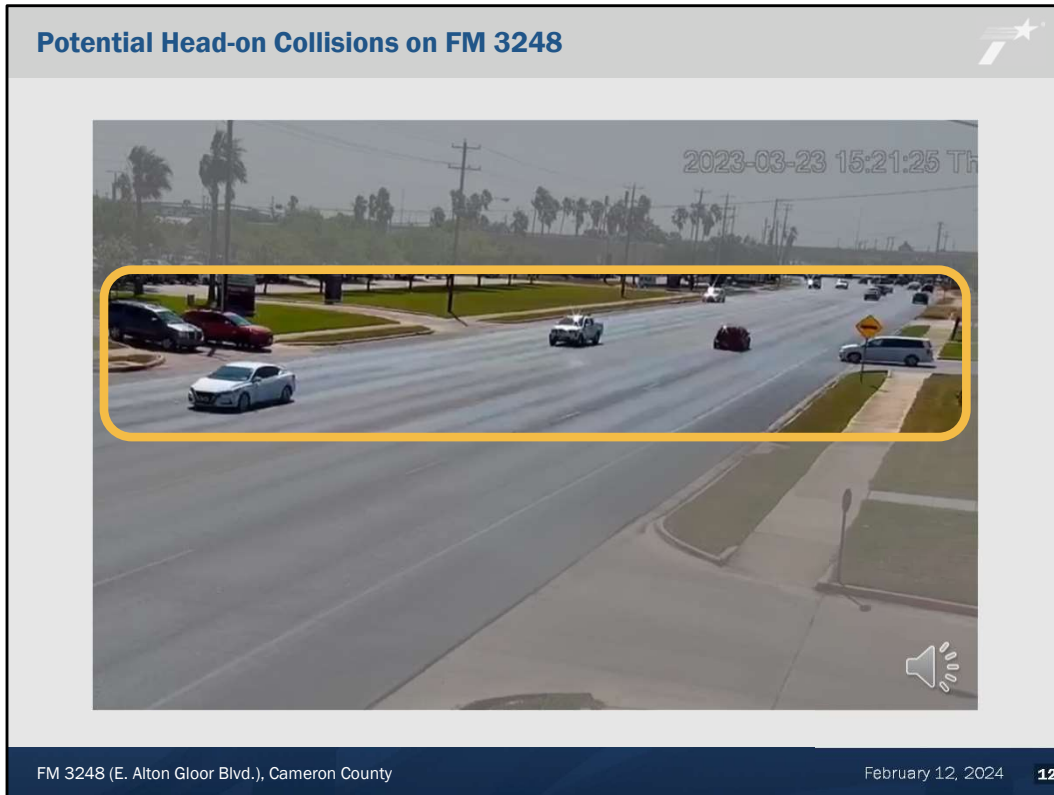 Potential Head-on Collisions on FM 3248
2023-03-23 15:21:25 Th
FM 3248 (E. Alton Gloor Blvd.), Cameron County
February 12, 2024 12